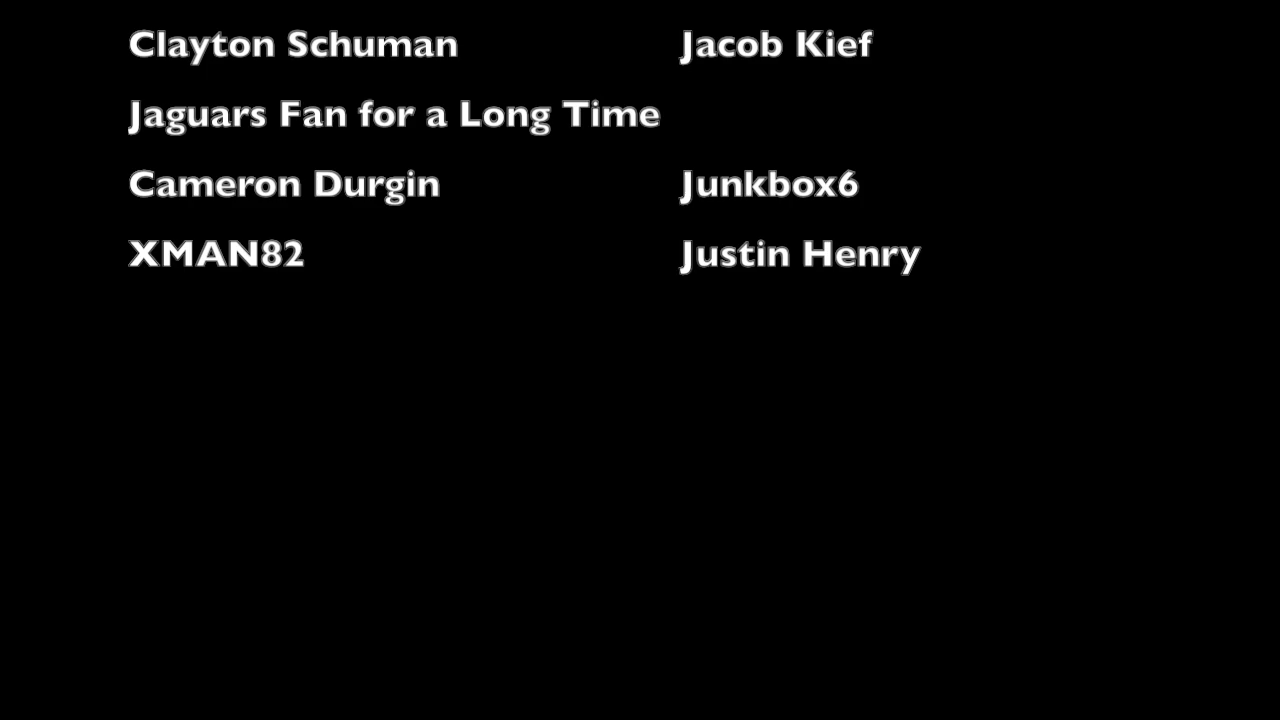 Clayton Schuman Jacob Kief
Jaguars Fan for a Long Time
Cameron Durgin Junkbox6
XMAN82 Justin Henry